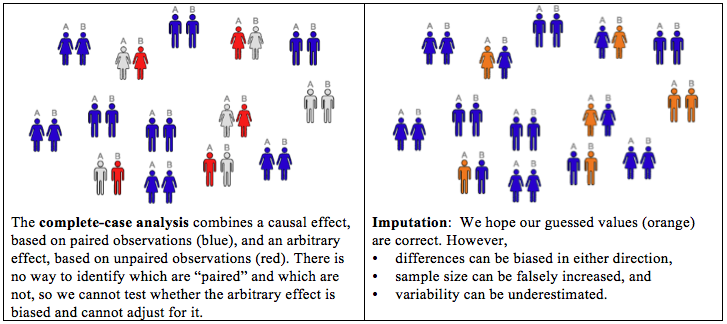 A B
A B
A B
A B
A B
A B
A B
A B
A B
A B
A B
A B
A B
A B
The complete-case analysis combines a causal effect,
based on paired observations (blue), and an arbitrary
effect, based on unpaired observations (red). There is
no way to identify which are “paired” and which are
not, so we cannot test whether the arbitrary effect is
biased and cannot adjust for it.
A B
A B
A B
A B
A B
A B
A B
A B
A B
A B
A B
A B
A B
A B
Imputation: We hope our guessed values (orange)
are correct. However,
• differences can be biased in either direction,
• sample size can be falsely increased, and
• variability can be underestimated.